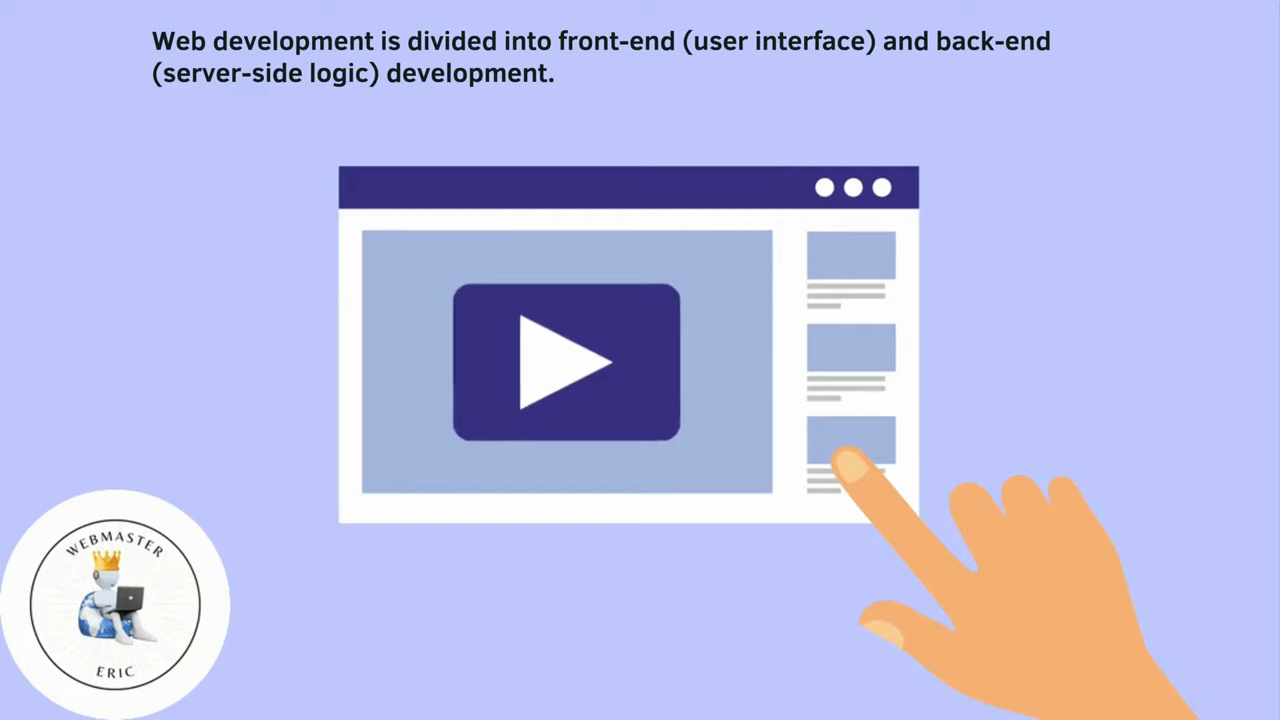 Web development is divided into front-end (user interface) and back-end
(server-side logic) development.
WEBMASTER
ERIC